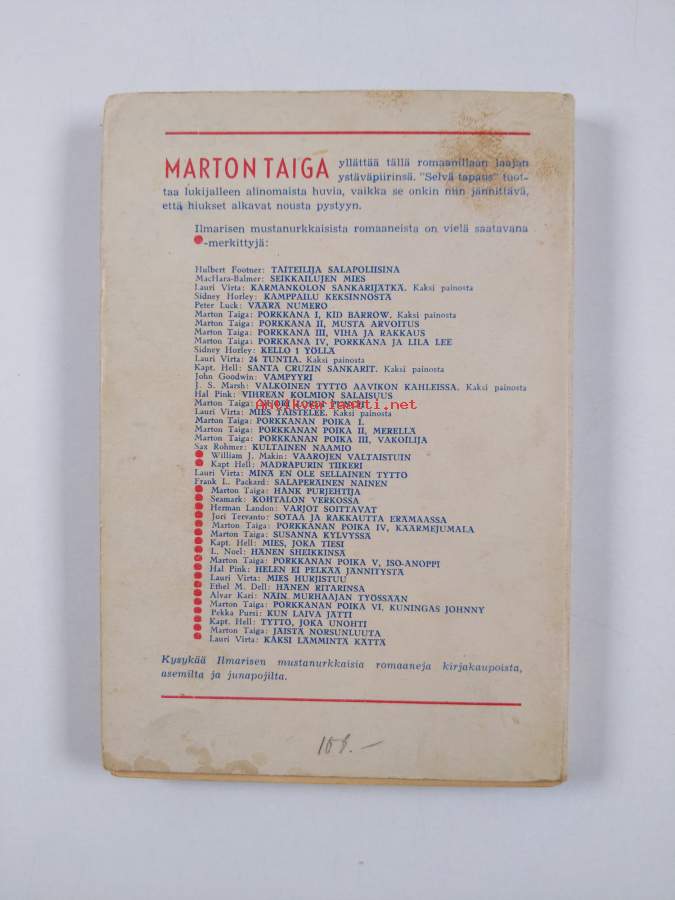 MARTON TAIGA yllättää tällä romaanillaan laajan
ystäväpiirinsä. "Selvä tapaus" tuot-
taa lukijalleen alinomaista huvia, vaikka se onkin niin jännittävä,
että hiukset alkavat nousta pystyyn.
Ilmarisen mustanurkkaisista romaaneista on vielä saatavana
-merkittyjä:
Hulbert Footner: TAITEILIJA SALAPOLIISINA
MacHara-Balmer: SEIKKAILUJEN MIES
Lauri Virta: KARMANKOLON SANKARIJÄTKÄ. Kaksi painosta
Sidney Horley: KAMPPAILU KEKSINNÖSTÄ
Peter Luck: VÄÄRÄ NUMERO
Marton Taiga: PORKKANA I, KID BARROW. Kaksi painosta
Marton Taiga: PORKKANA II, MUSTA ARVOITUS
Marton Taiga: PORKKANA III, VIHA JA RAKKAUS
Marton Taiga: PORKKANA IV, PORKKANA JA LILA LEE
Sidney Horley: KELLO 1 YÖLLÄ
Lauri Virta: 24 TUNTIA. Kaksi painosta
Kapt. Hell: SANTA CRUZIN SANKARIT. Kaksi painosta
John Goodwin: VAMPYYRI
J. S. Marsh: VALKOINEN TYTTÖ AAVIKON KAHLEISSA. Kaksi painosta
Hal Pink: VIHREÄN KOLMION SALAISUUS
Marton Taiga:
antikvariaatti.net
Lauri Virta: MIES TAISTELEE. Kaksi painosta
Marton Taiga: PORKKANAN POIKA I.
Marton Taiga: PORKKANAN POIKA II, MERELLÄ
Marton Taiga: PORKKANAN POIKA III, VAKOILIJA
Sax Rohmer: KULTAINEN NAAMIO
William J. Makin: VAAROJEN VALTAISTUIN
Kapt Hell: MADRAPURIN TIIKERI
Lauri Virta: MINÄ EN OLE SELLAINEN TYTTÖ
Frank L. Packard: SALAPERÄINEN NAINEN
Marton Taiga: HANK PURJEHTIJA
Seamark: KOHTALON VERKOSSA
Herman Landon: VARJOT SOITTAVAT
Jori Tervanto: SOTAA JA RAKKAUTTA ERÄMAASSA
Marton Taiga: PORKKANAN POIKA IV, KÄÄRMEJUMALA
Marton Taiga: SUSANNA KYLVYSSÄ
Kapt. Hell: MIES, JOKA TIESI
L. Noel: HÄNEN SHEIKKINSÄ
Marton Taiga: PORKKANAN POIKA V, ISO-ANOPPI
Hal Pink: HELEN EI PELKÄÄ JÄNNITYSTÄ
Lauri Virta: MIES HURJISTUU
Ethel M. Dell: HÄNEN RITARINSA
Alvar Kari: NÄIN MURHAAJAN TYÖSSÄÄN
Marton Taiga: PORKKANAN POIKA VI, KUNINGAS JOHNNY
Pekka Pursi: KUN LAIVA JÄTTI
Kapt. Hell: TYTTÖ, JOKA UNOHTI
Marton Taiga: JÄISTÄ NORSUNLUUTA
Lauri Virta: KAKSI LÄMMINTÄ KÄTTÄ
Kysykää Ilmarisen mustanurkkaisia romaaneja kirjakaupoista,
asemilta ja junapojilta.